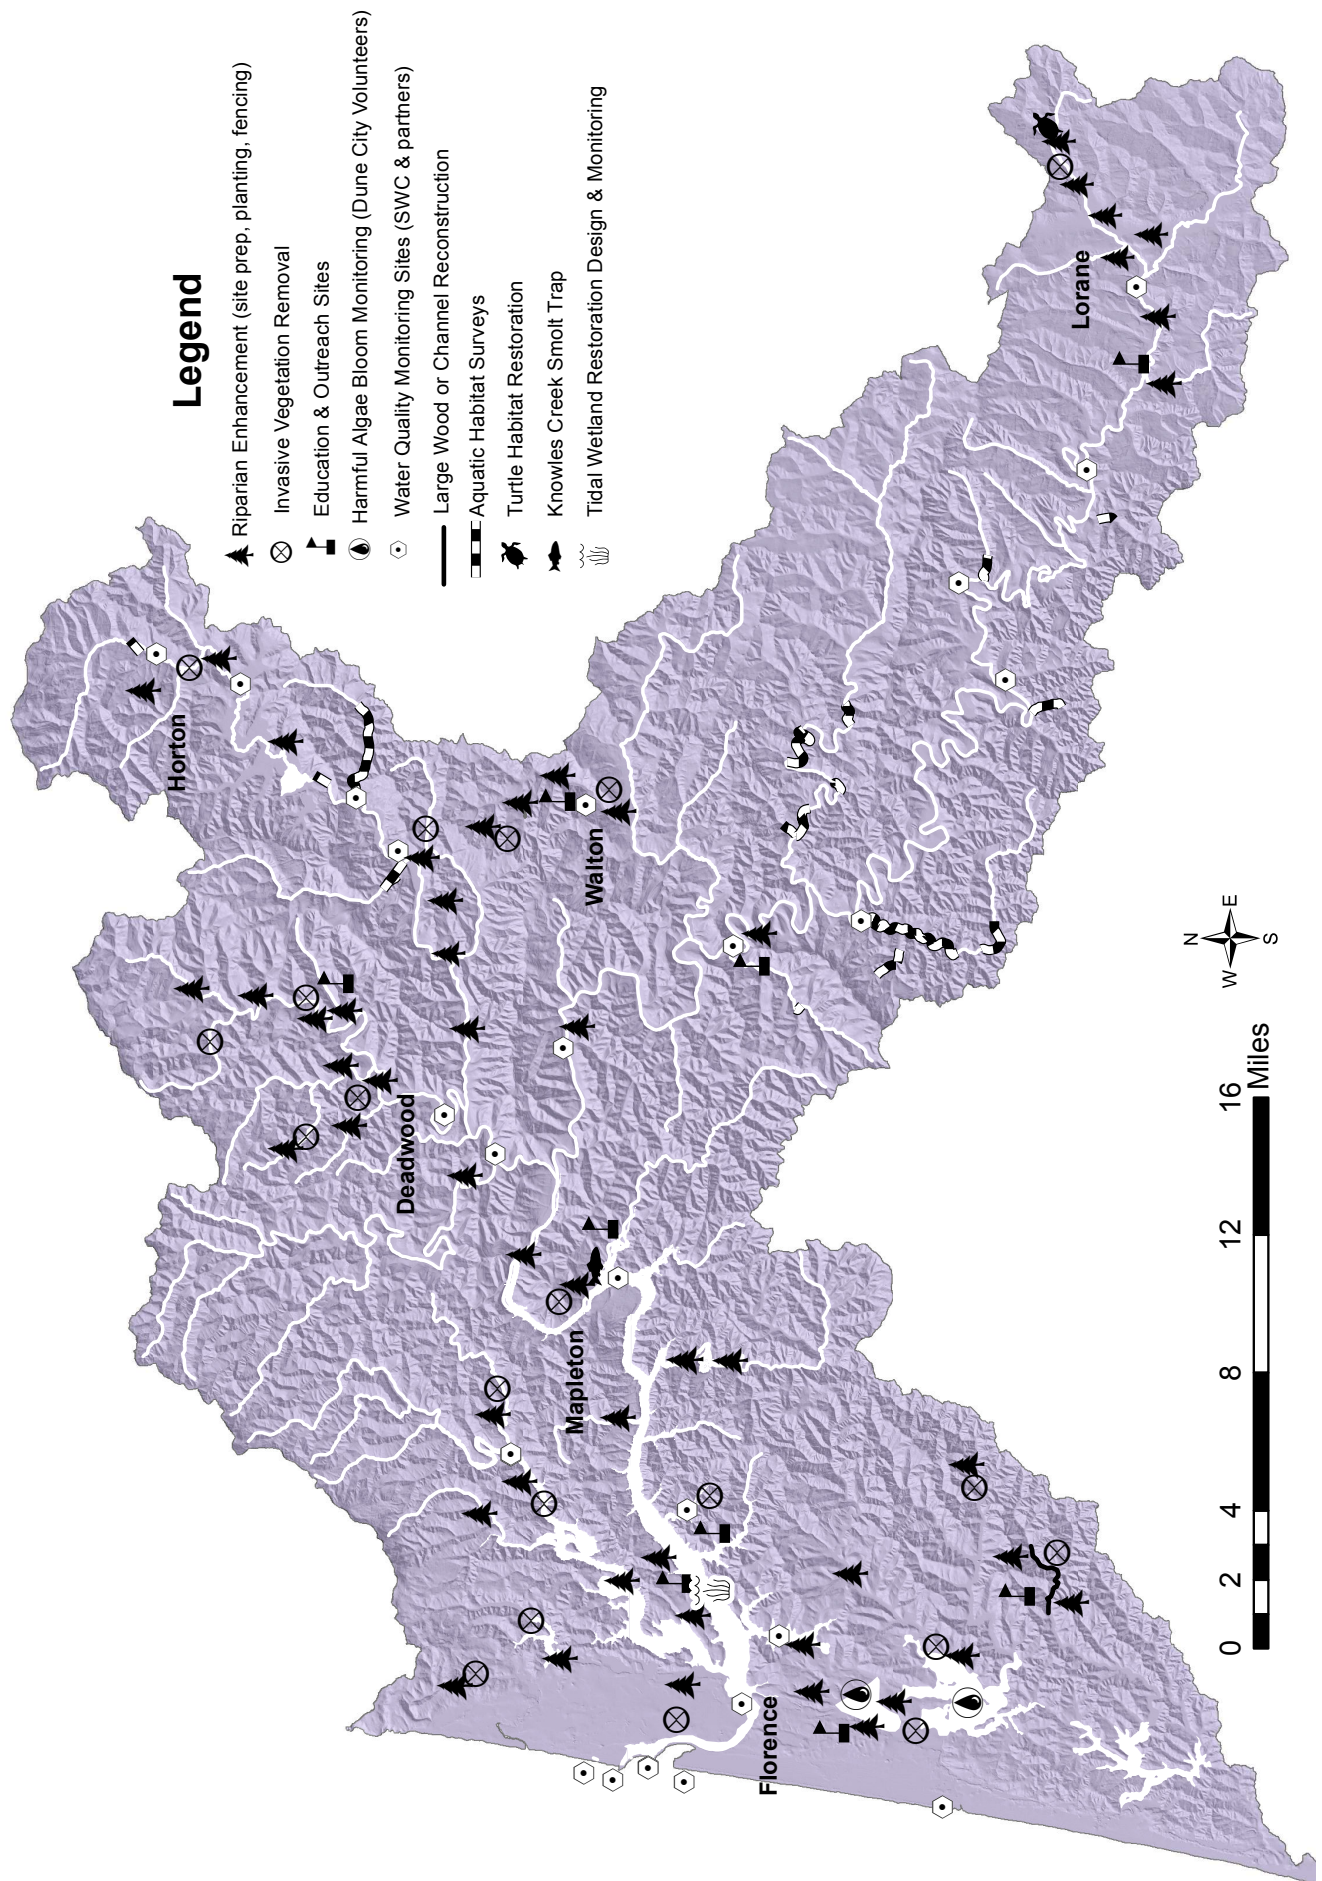 Legend
Riparian Enhancement (site prep, planting, fencing)
Invasive Vegetation Removal
Education & Outreach Sites
Harmful Algae Bloom Monitoring (Dune City Volunteers)
Water Quality Monitoring Sites (SWC & partners)
Large Wood or Channel Reconstruction
Aquatic Habitat Surveys
Turtle Habitat Restoration
Knowles Creek Smolt Trap
Tidal Wetland Restoration Design & Monitoring
Horton
Deadwood
Walton
Mapleton
Florence
Lorane
N
W E
S
0 2 4 8 12 16
Miles